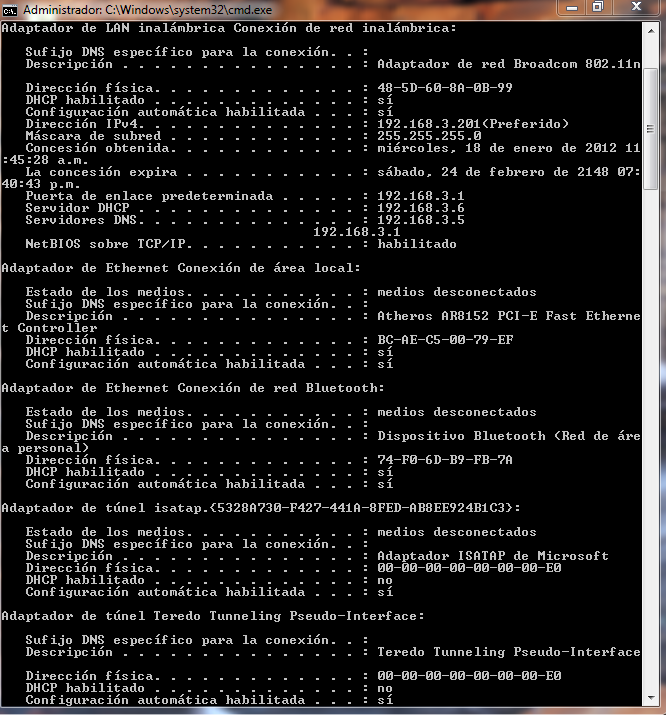 Administrador: C:\Windows\system32\cmd.exe
Adaptador de LAN inalámbrica Conexión de red inalámbrica:
Sufijo DNS específico para la conexión. . :
Descripción . . . . . . . . . . . . . . . : Adaptador de red Broadcom 802.11n
Dirección física. . . . . . . . . . . . . : 48-5D-60-8A-0B-99
DHCP habilitado . . . . . . . . . . . . . : sí
Configuración automática habilitada . . . : sí
Dirección IPv4. . . . . . . . . . . . . . : 192.168.3.201(Preferido)
Máscara de subred . . . . . . . . . . . . : 255.255.255.0
Concesión obtenida. . . . . . . . . . . . : miércoles, 18 de enero de 2012 11
:45:28 a.m.
La concesión expira . . . . . . . . . . . : sábado, 24 de febrero de 2148 07:
40:43 p.m.
Puerta de enlace predeterminada . . . . . : 192.168.3.1
Servidor DHCP . . . . . . . . . . . . . . : 192.168.3.6
Servidores DNS. . . . . . . . . . . . . . : 192.168.3.5
192.168.3.1
NetBIOS sobre TCP/IP. . . . . . . . . . . : habilitado
Adaptador de Ethernet Conexión de área local:
Estado de los medios. . . . . . . . . . . : medios desconectados
Sufijo DNS específico para la conexión. . :
Descripción . . . . . . . . . . . . . . . : Atheros AR8152 PCI-E Fast Etherne
t Controller
Dirección física. . . . . . . . . . . . . : BC-AE-C5-00-79-EF
DHCP habilitado . . . . . . . . . . . . . : sí
Configuración automática habilitada . . . : sí
Adaptador de Ethernet Conexión de red Bluetooth:
Estado de los medios. . . . . . . . . . . : medios desconectados
Sufijo DNS específico para la conexión. . :
Descripción . . . . . . . . . . . . . . . : Dispositivo Bluetooth (Red de áre
a personal)
Dirección física. . . . . . . . . . . . . : 74-F0-6D-B9-FB-7A
DHCP habilitado . . . . . . . . . . . . . : sí
Configuración automática habilitada . . . : sí
Adaptador de túnel isatap.{5328A730-F427-441A-8FED-AB8EE924B1C3}:
Estado de los medios. . . . . . . . . . . : medios desconectados
Sufijo DNS específico para la conexión. . :
Descripción . . . . . . . . . . . . . . . : Adaptador ISATAP de Microsoft
Dirección física. . . . . . . . . . . . . : 00-00-00-00-00-00-00-E0
DHCP habilitado . . . . . . . . . . . . . : no
Configuración automática habilitada . . . : sí
Adaptador de túnel Teredo Tunneling Pseudo-Interface:
Sufijo DNS específico para la conexión. . :
Descripción . . . . . . . . . . . . . . . : Teredo Tunneling Pseudo-Interface
Dirección física. . . . . . . . . . . . . : 00-00-00-00-00-00-00-E0
DHCP habilitado . . . . . . . . . . . . . : no
Configuración automática habilitada . . . : sí